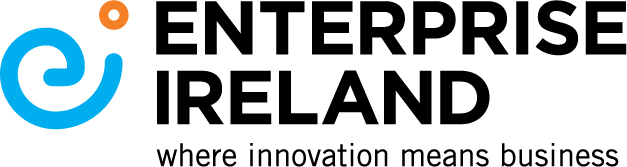 ENTERPRISE
IRELAND
where innovation means business